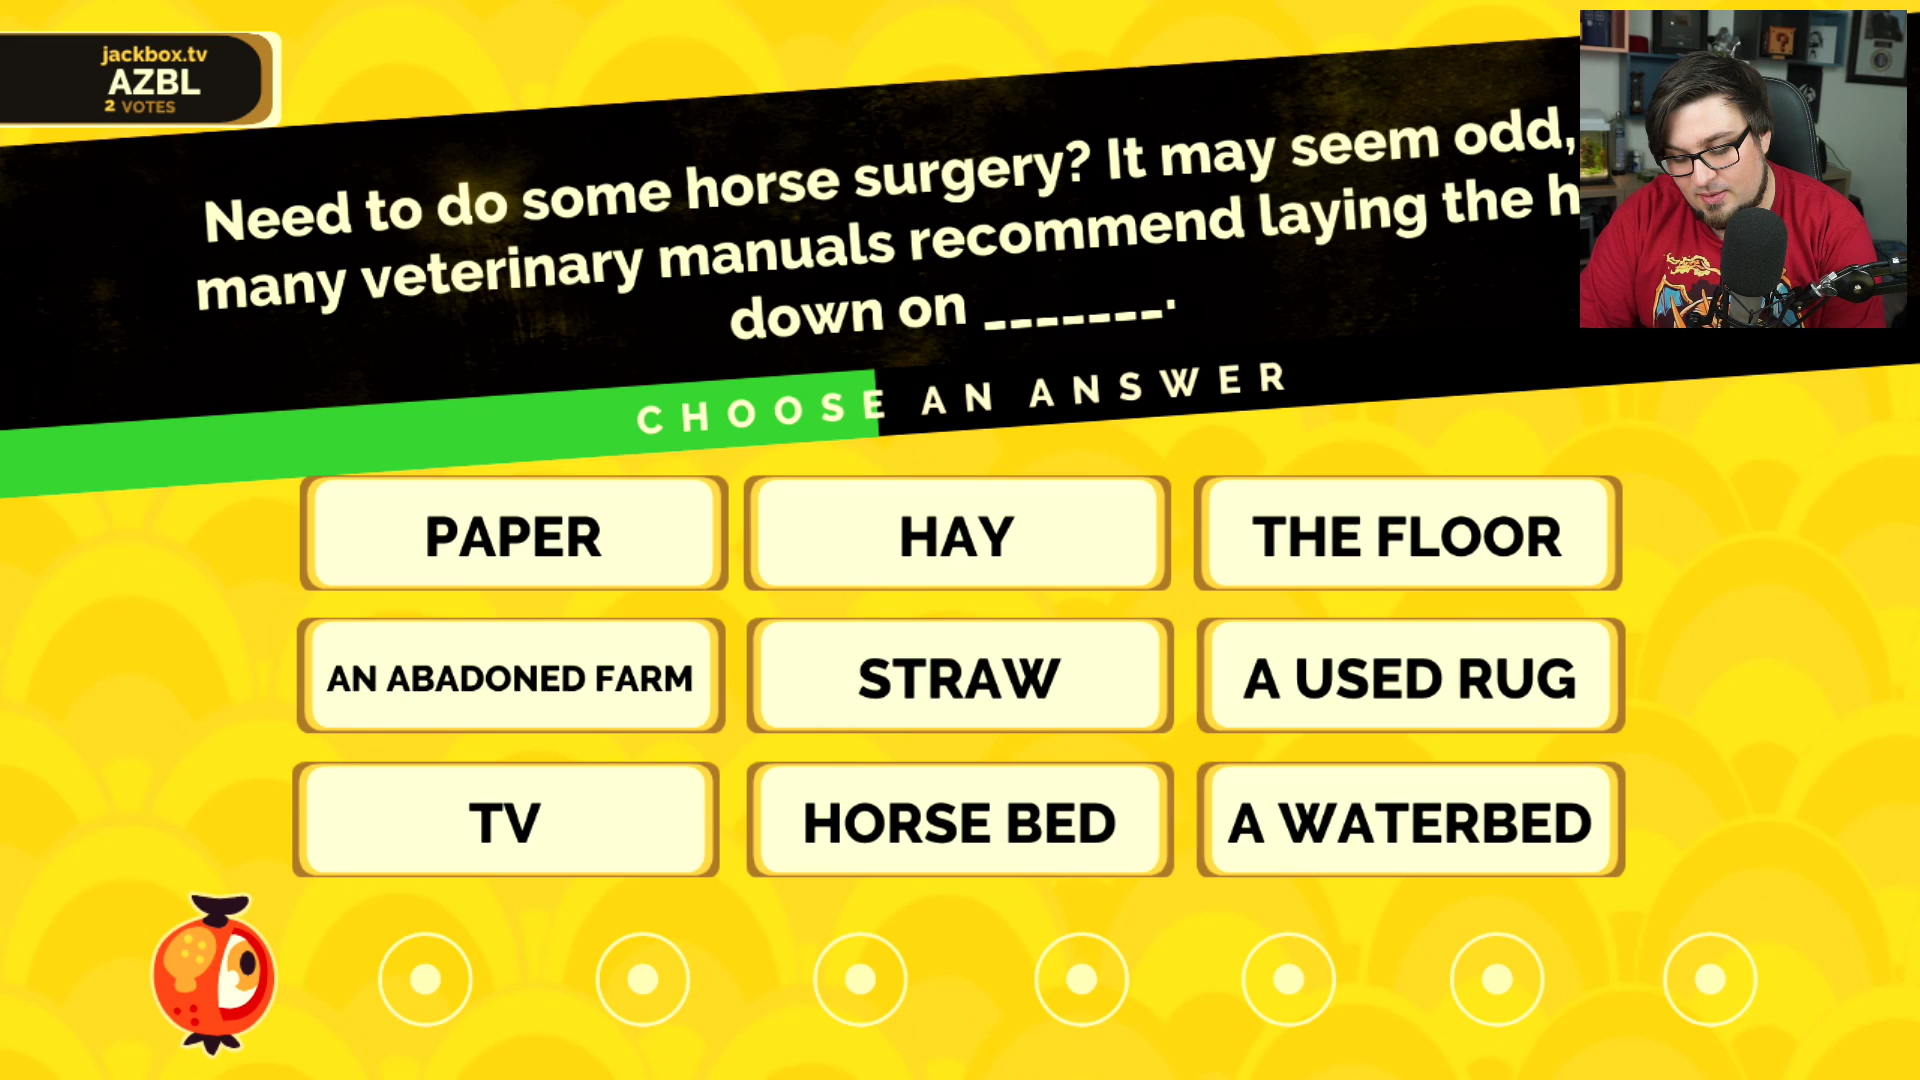 jackbox.tv
AZBL
2 VOTES
Need to do some horse surgery? It may seem odd,
many veterinary manuals recommend laying the
down on _______.
CHOOSE AN ANSWER
PAPER
HAY
THE FLOOR
AN ABADONED FARM
STRAW
A USED RUG
TV
HORSE BED
A WATERBED